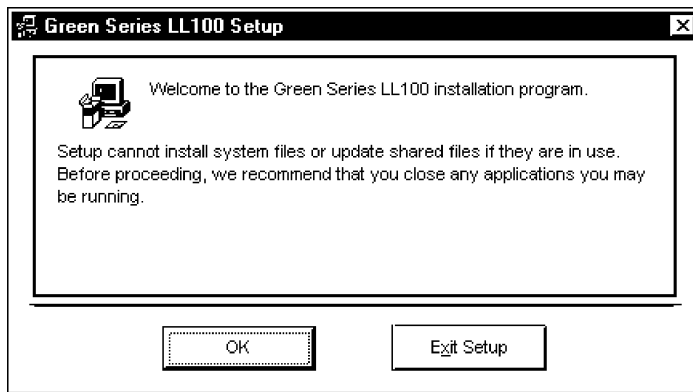 Green Series LL100 Setup
Welcome to the Green Series LL100 installation program.
Setup cannot install system files or update shared files if they are in use.
Before proceeding, we recommend that you close any applications you may
be running.
OK
Exit Setup